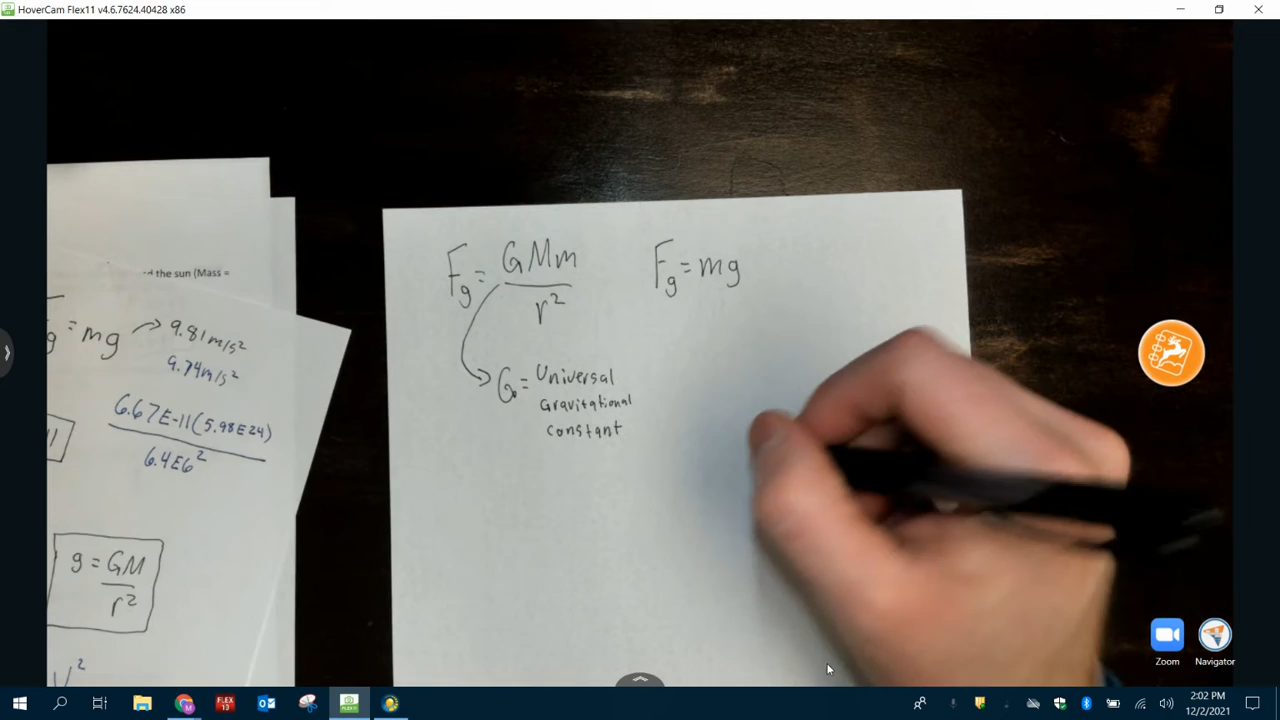 HoverCam Flex11 v4.6.7624.40428 x86
the sun (Mass =
= mg → 9.81 m/s²
9.74 m/s²
6.67E-11(5.98E24)
6.4E6²
g = GM
r²
V²
Fg = GMm
r²
Fg = mg
G = Universal
Gravitational
constant
Zoom
Navigator
FLEX
2:02 PM
12/2/2021